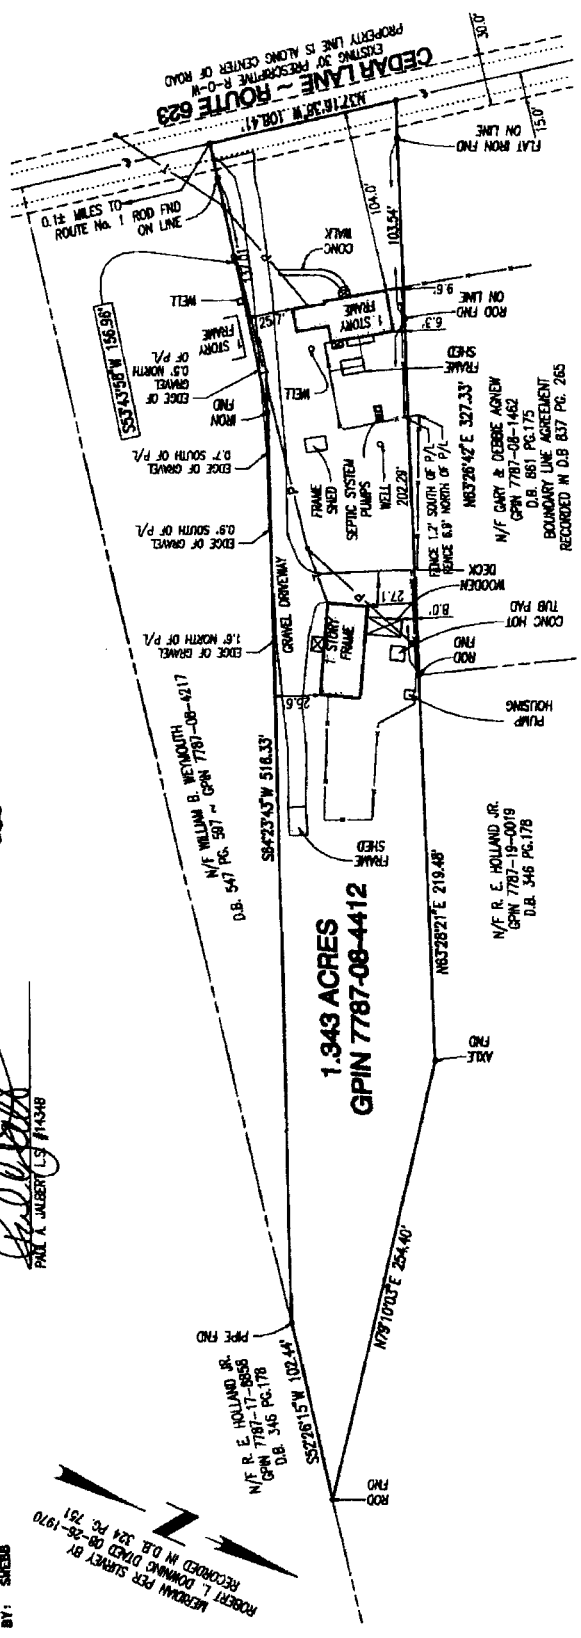 CEDAR LANE ~ ROUTE 623
EXISTING 30' PRESCRIPTIVE R-O-W
PROPERTY LINE IS ALONG CENTER OF ROAD
30.0'
15.0'
N37'16'38"W 108.41'
FLAT IRON FND
ON LINE
0.1± MILES TO
ROUTE No. 1
ROD FND
ON LINE
104.0'
103.54'
CONC
WALK
S53'43'58"W 156.96'
137.01
WELL
1 STORY
FRAME
25.7'
1 STORY
FRAME
9.6'
ROD FND
ON LINE
6.3'
FRAME
SHED
WELL
EDGE OF
GRAVEL
0.5' NORTH
OF P/L
IRON
FND
EDGE OF GRAVEL
0.7' SOUTH OF P/L
EDGE OF GRAVEL
0.9' SOUTH OF P/L
EDGE OF GRAVEL
1.6' NORTH OF P/L
FRAME
SHED
SEPTIC SYSTEM
PUMPS
WELL
202.29'
FENCE 1.2' SOUTH OF P/L
FENCE 6.9' NORTH OF P/L
N63'26'42"E 327.33'
N/F GARY & DEBBIE AGNEW
GPIN 7787-08-1462
D.B. 861 PG.175
BOUNDARY LINE AGREEMENT
RECORDED IN D.B 837 PG. 265
GRAVEL DRIVEWAY
1 STORY
FRAME
27.1
8.0'
25.6'
WOODEN
DECK
CONC HOT
TUB PAD
ROD
FND
PUMP
HOUSING
FRAME
SHED
N/F WILLIAM B. WEYMOUTH
D.B. 547 PG. 597 ~ GPIN 7787-08-4217
S64'23'43"W 516.33'
1.343 ACRES
GPIN 7787-08-4412
N63'28'21"E 219.48'
N/F R. E. HOLLAND JR.
GPIN 7787-19-0019
D.B. 346 PG.178
AXLE
FND
N79'10'03"E 254.40'
PIPE FND
S52'26'15"W 102.44'
N/F R. E. HOLLAND JR.
GPIN 7787-17-8858
D.B. 346 PG.178
ROD
FND
MERIDIAN PER SURVEY BY
ROBERT L. DOWNING DATED 08-26-1970
RECORDED IN D.B. 324 PG. 751
PAUL A. JALBERT L.S. #1434B
BY: